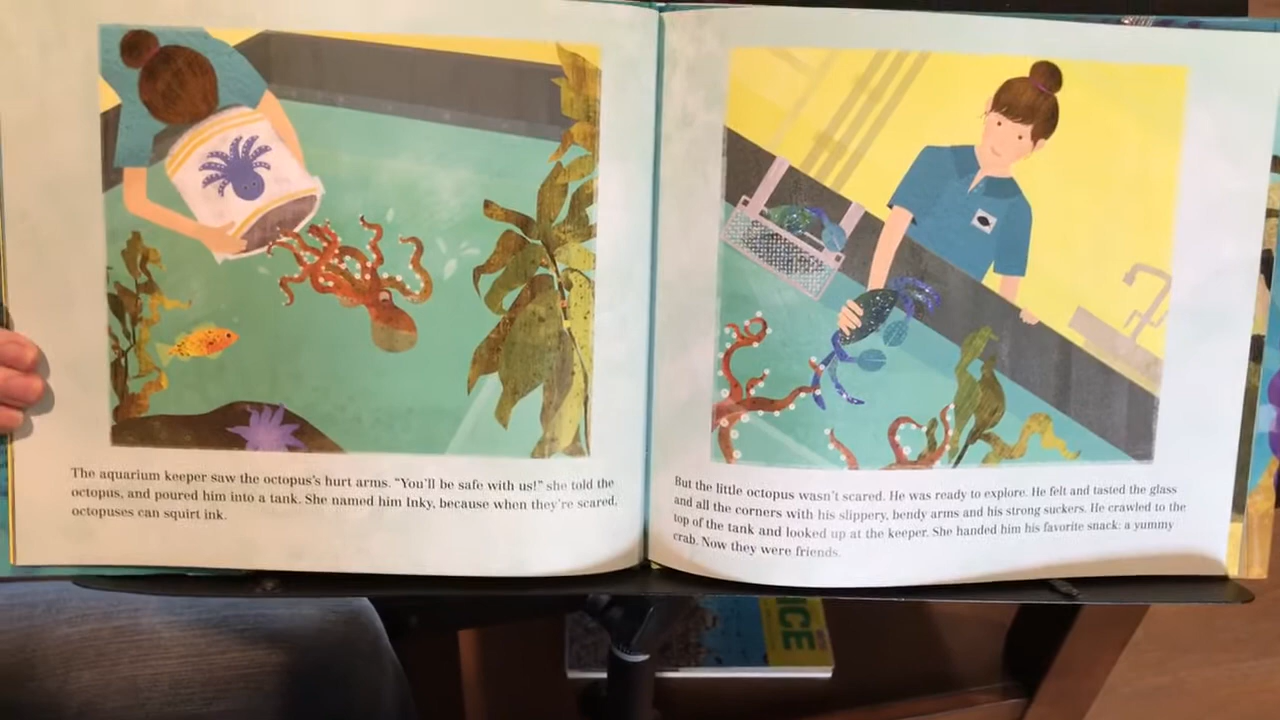 The aquarium keeper saw the octopus's hurt arms. "You'll be safe with us!" she told the
octopus, and poured him into a tank. She named him Inky, because when they're scared,
octopuses can squirt ink.
But the little octopus wasn't scared. He was ready to explore. He felt and tasted the glass
and all the corners with his slippery, bendy arms and his strong suckers. He crawled to the
top of the tank and looked up at the keeper. She handed him his favorite snack: a yummy
crab. Now they were friends.